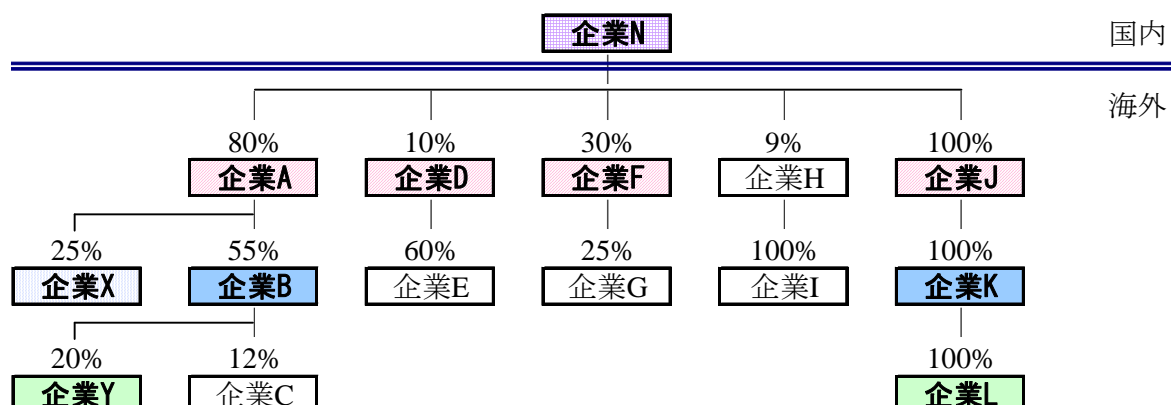 企業N 国内
海外
80% 10% 30% 9% 100%
企業A 企業D 企業F 企業H 企業J
25% 55% 60% 25% 100% 100%
企業X 企業B 企業E 企業G 企業I 企業K
20% 12% 100%
企業Y 企業C 企業L